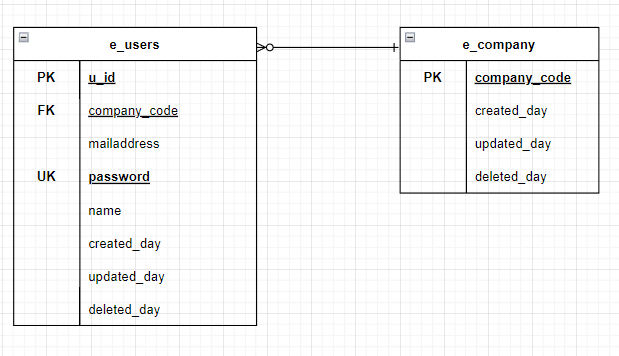 e_users
PK u_id
FK company_code
mailaddress
UK password
name
created_day
updated_day
deleted_day
e_company
PK company_code
created_day
updated_day
deleted_day